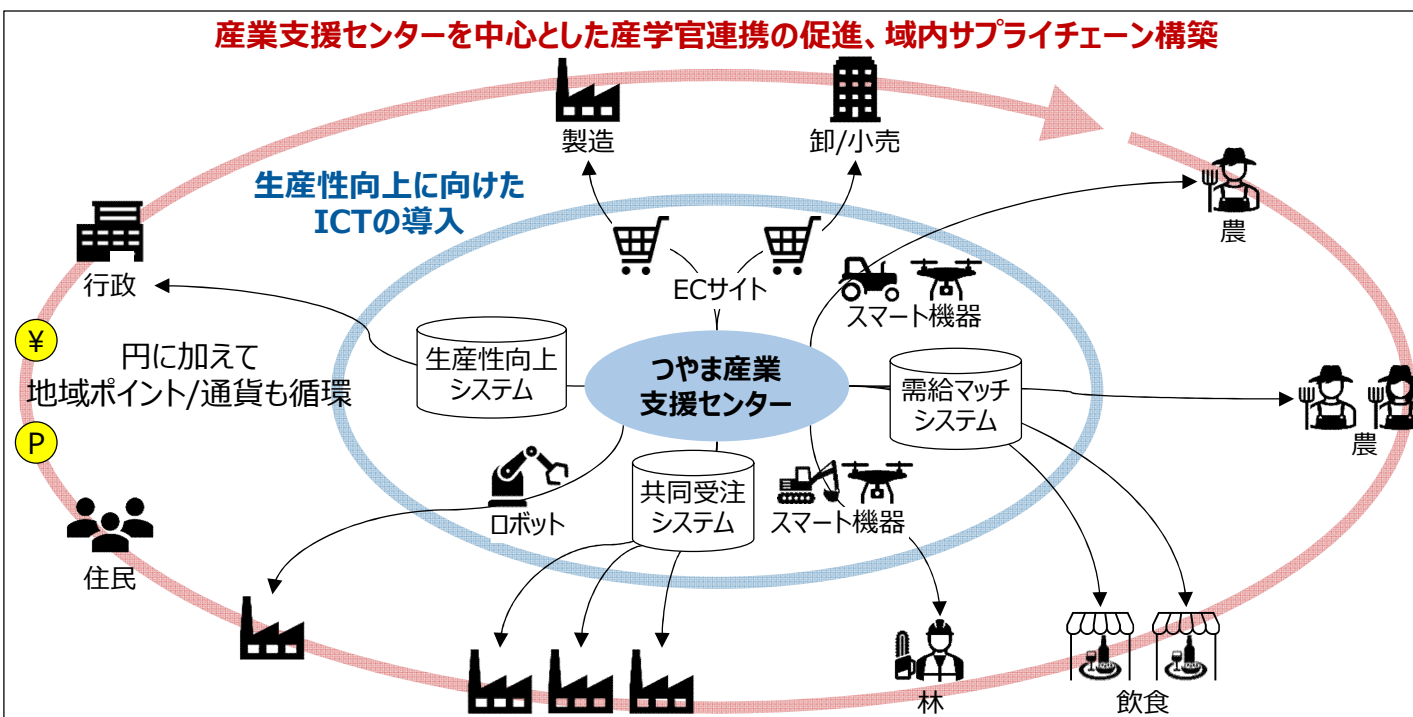 産業支援センターを中心とした産学官連携の促進、域内サプライチェーン構築
製造
卸/小売
生産性向上に向けた
ICTの導入
農
行政
ECサイト
スマート機器
¥
円に加えて
地域ポイント/通貨も循環
P
生産性向上
システム
つやま産業
支援センター
需給マッチ
システム
農
ロボット
共同受注
システム
スマート機器
住民
林
飲食